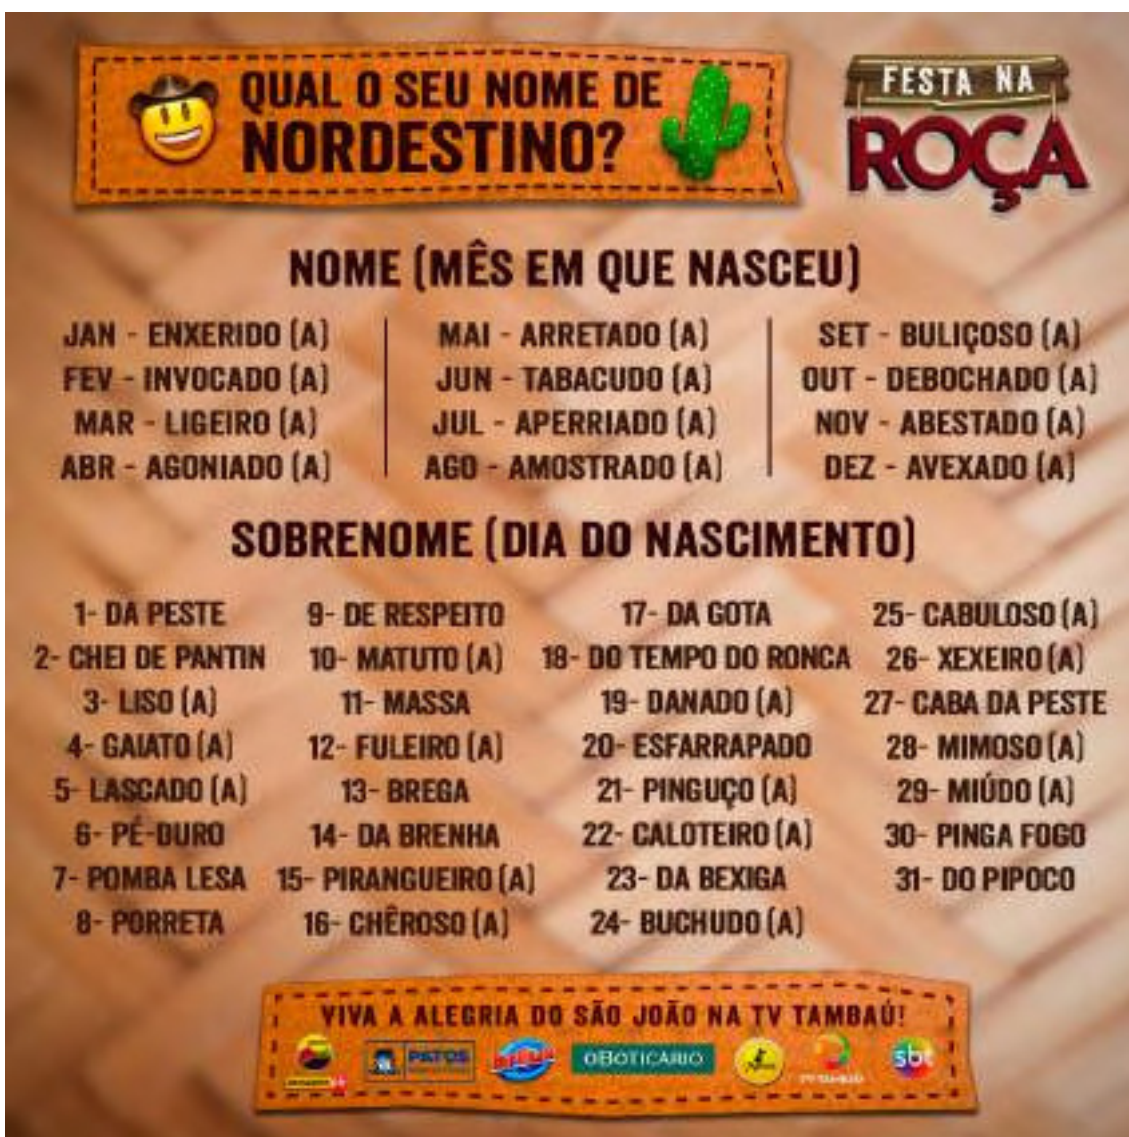 QUAL O SEU NOME DE
NORDESTINO?
FESTA NA
ROÇA
NOME (MÊS EM QUE NASCEU)
JAN - ENXERIDO (A)
FEV - INVOCADO (A)
MAR - LIGEIRO (A)
ABR - AGONIADO (A)
MAI - ARRETADO (A)
JUN - TABACUDO (A)
JUL - APERRIADO (A)
AGO - AMOSTRADO (A)
SET - BULIÇOSO (A)
OUT - DEBOCHADO (A)
NOV - ABESTADO (A)
DEZ - AVEXADO (A)
SOBRENOME (DIA DO NASCIMENTO)
1- DA PESTE
2- CHEI DE PANTIN
3- LISO (A)
4- GAIATO (A)
5- LASCADO (A)
6- PÉ-DURO
7- POMBA LESA
8- PORRETA
9- DE RESPEITO
10- MATUTO (A)
11- MASSA
12- FULEIRO (A)
13- BREGA
14- DA BRENHA
15- PIRANGUEIRO (A)
16- CHÊROSO (A)
17- DA GOTA
18- DO TEMPO DO RONCA
19- DANADO (A)
20- ESFARRAPADO
21- PINGUÇO (A)
22- CALOTEIRO (A)
23- DA BEXIGA
24- BUCHUDO (A)
25- CABULOSO (A)
26- XEXEIRO (A)
27- CABA DA PESTE
28- MIMOSO (A)
29- MIÚDO (A)
30- PINGA FOGO
31- DO PIPOCO
VIVA A ALEGRIA DO SÃO JOÃO NA TV TAMBAÚ!
PATOS
OBOTICÁRIO
TV TAMBAÚ
sbt